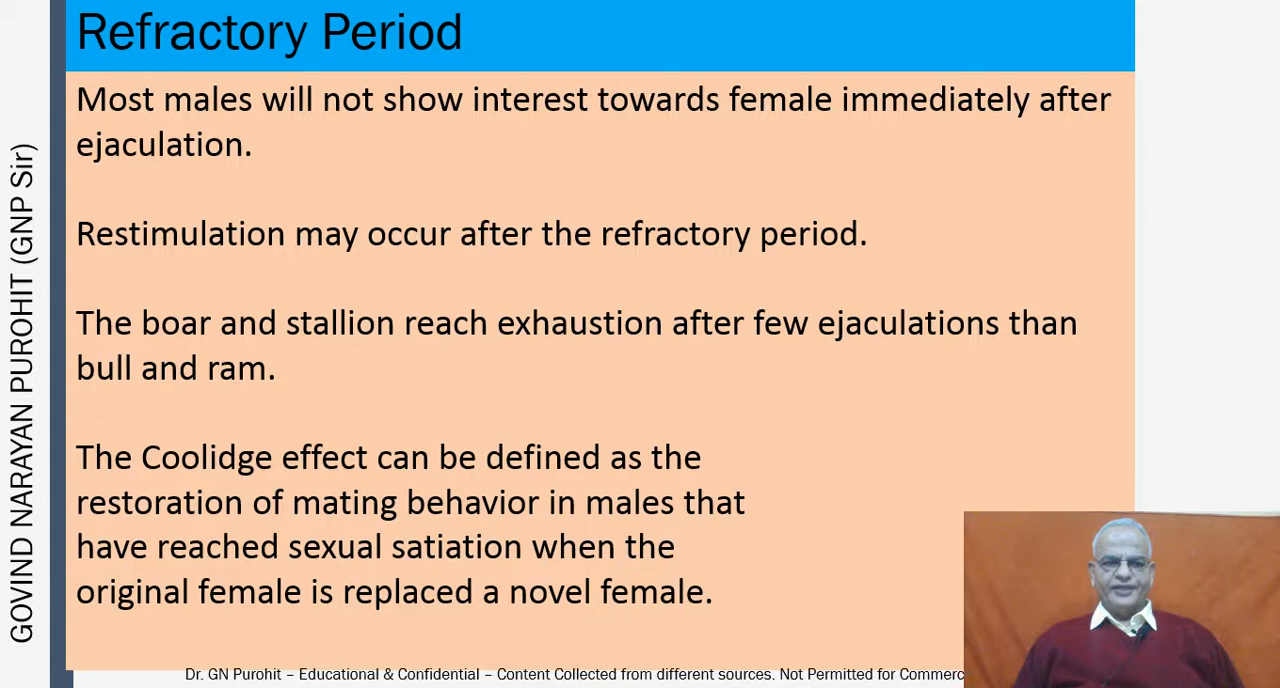 Refractory Period
Most males will not show interest towards female immediately after
ejaculation.
Restimulation may occur after the refractory period.
The boar and stallion reach exhaustion after few ejaculations than
bull and ram.
The Coolidge effect can be defined as the
restoration of mating behavior in males that
have reached sexual satiation when the
original female is replaced a novel female.
GOVIND NARAYAN PUROHIT (GNP Sir)
Dr. GN Purohit – Educational & Confidential – Content Collected from different sources. Not Permitted for Commerc